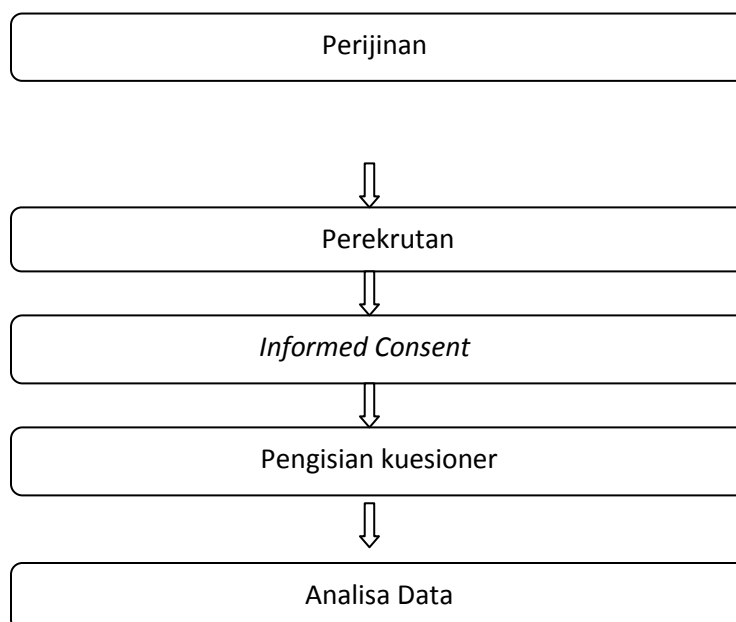 Perijinan
Perekrutan
Informed Consent
Pengisian kuesioner
Analisa Data